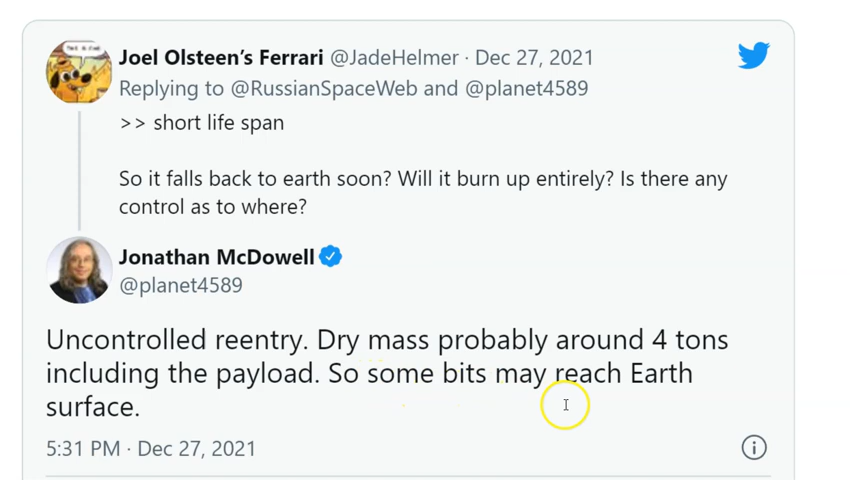 Joel Olsteen’s Ferrari @JadeHelmer · Dec 27, 2021
Replying to @RussianSpaceWeb and @planet4589
>> short life span
So it falls back to earth soon? Will it burn up entirely? Is there any
control as to where?
Jonathan McDowell
@planet4589
Uncontrolled reentry. Dry mass probably around 4 tons
including the payload. So some bits may reach Earth
surface.
5:31 PM · Dec 27, 2021